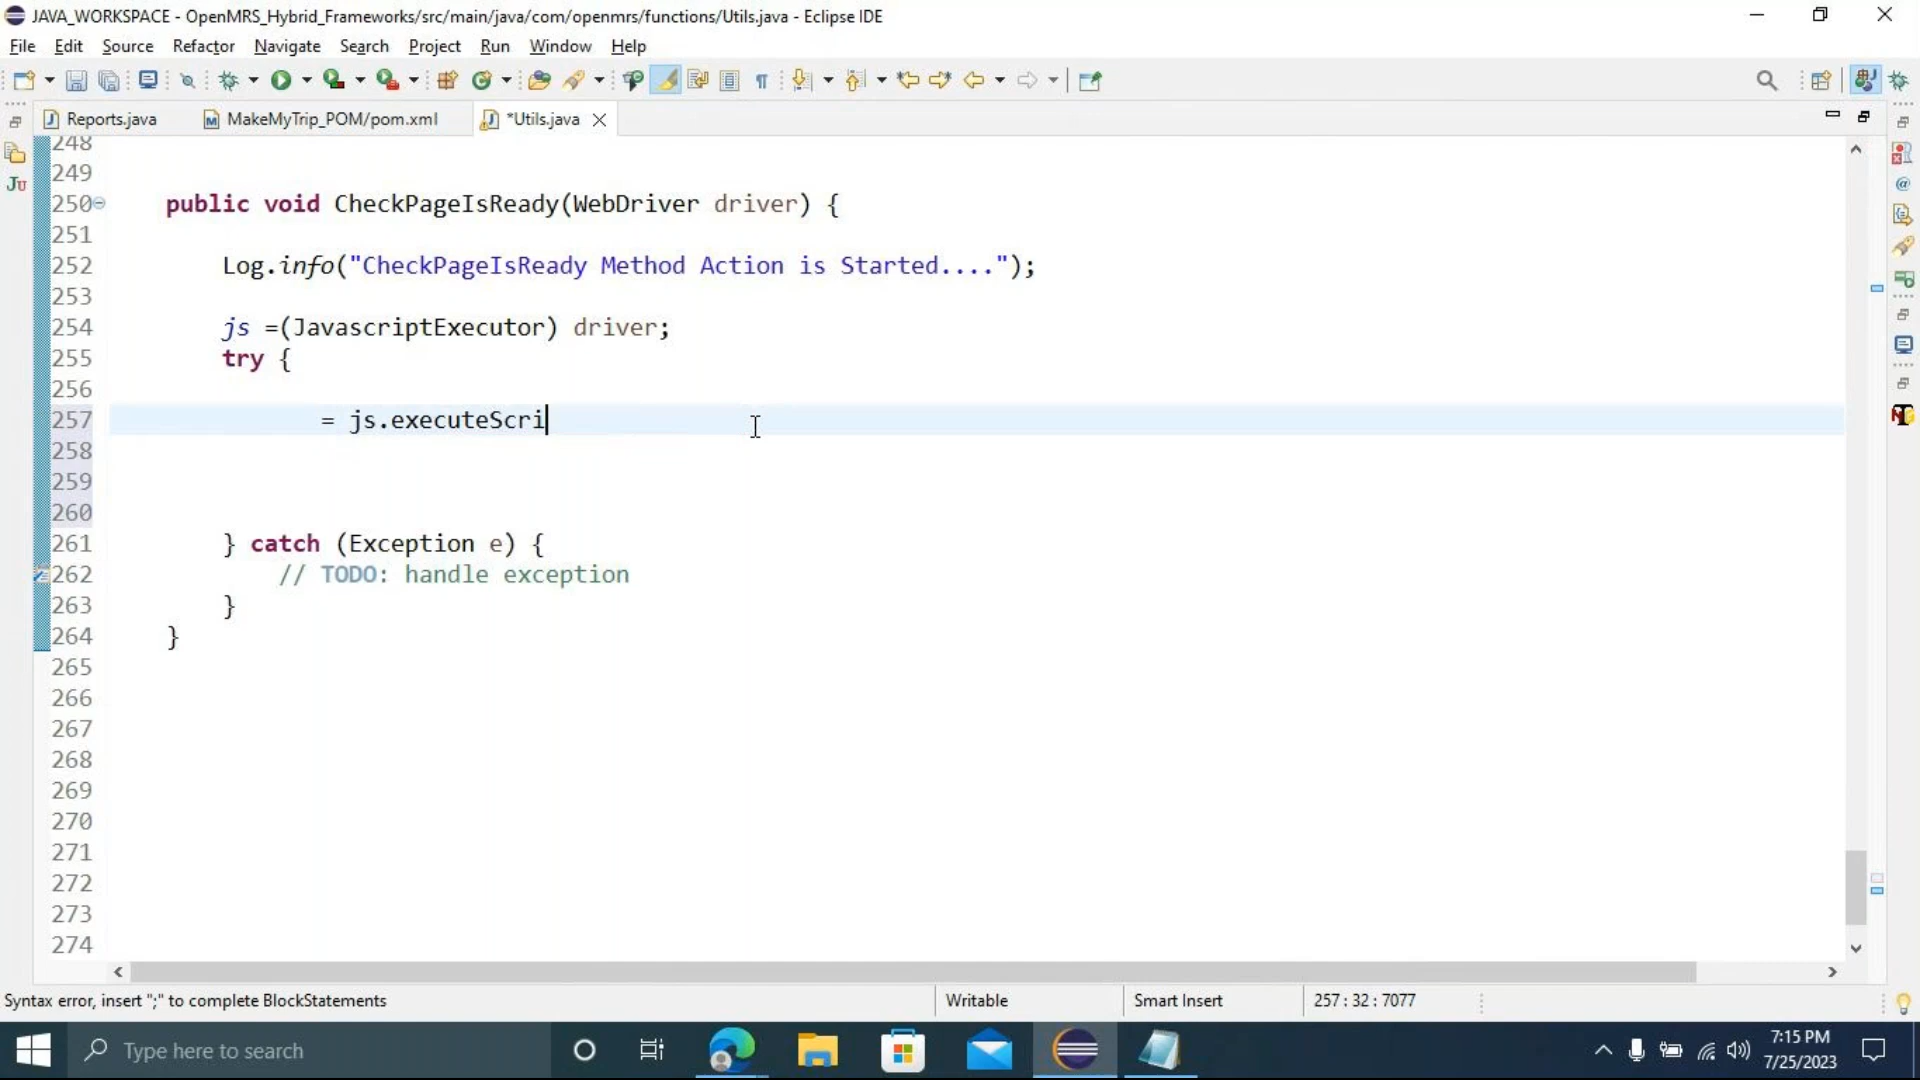 JAVA_WORKSPACE - OpenMRS_Hybrid_Frameworks/src/main/java/com/openmrs/functions/Utils.java - Eclipse IDE
File Edit Source Refactor Navigate Search Project Run Window Help
Reports.java MakeMyTrip_POM/pom.xml *Utils.java
248
249
250 public void CheckPageIsReady(WebDriver driver) {
251
252 Log.info("CheckPageIsReady Method Action is Started....");
253
254 js =(JavascriptExecutor) driver;
255 try {
256
257 = js.executeScri
258
259
260
261 } catch (Exception e) {
262 // TODO: handle exception
263 }
264 }
265
266
267
268
269
270
271
272
273
274
Syntax error, insert ";" to complete BlockStatements Writable Smart Insert 257 : 32 : 7077
Type here to search 7:15 PM
7/25/2023